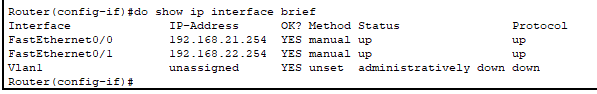 Router(config-if)#do show ip interface brief
Interface              IP-Address      OK? Method Status                Protocol
FastEthernet0/0        192.168.21.254  YES manual up                    up
FastEthernet0/1        192.168.22.254  YES manual up                    up
Vlan1                  unassigned      YES unset  administratively down down
Router(config-if)#